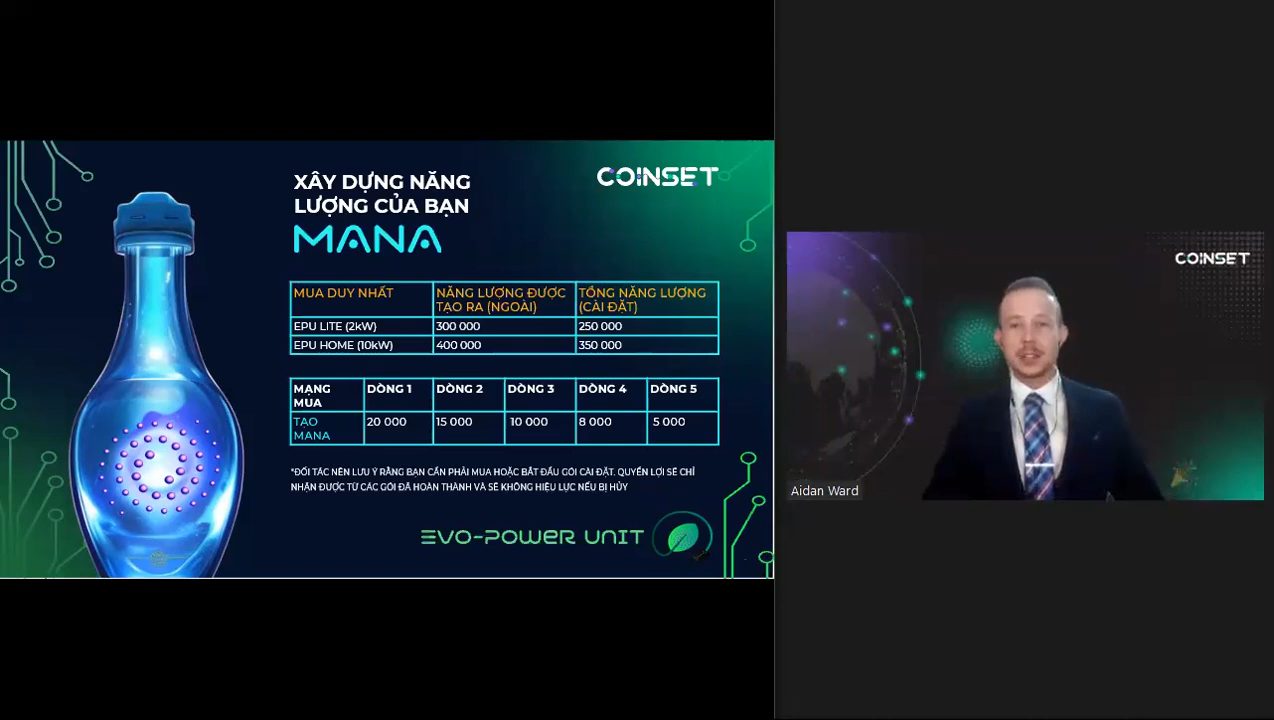 XÂY DỰNG NĂNG
LƯỢNG CỦA BẠN
MANA
COINSET
MUA DUY NHẤT NĂNG LƯỢNG ĐƯỢC TẠO RA (NGOÀI) TỔNG NĂNG LƯỢNG (CÀI ĐẶT)
EPU LITE (2kW) 300 000 250 000
EPU HOME (10kW) 400 000 350 000
MẠNG MUA DÒNG 1 DÒNG 2 DÒNG 3 DÒNG 4 DÒNG 5
TẠO MANA 20 000 15 000 10 000 8 000 5 000
*ĐỐI TÁC NÊN LƯU Ý RẰNG BẠN CẦN PHẢI MUA HOẶC BẮT ĐẦU GÓI CÀI ĐẶT. QUYỀN LỢI SẼ CHỈ
NHẬN ĐƯỢC TỪ CÁC GÓI ĐÃ HOÀN THÀNH VÀ SẼ KHÔNG HIỆU LỰC NẾU BỊ HỦY
EVO-POWER UNIT
COINSET
Aidan Ward